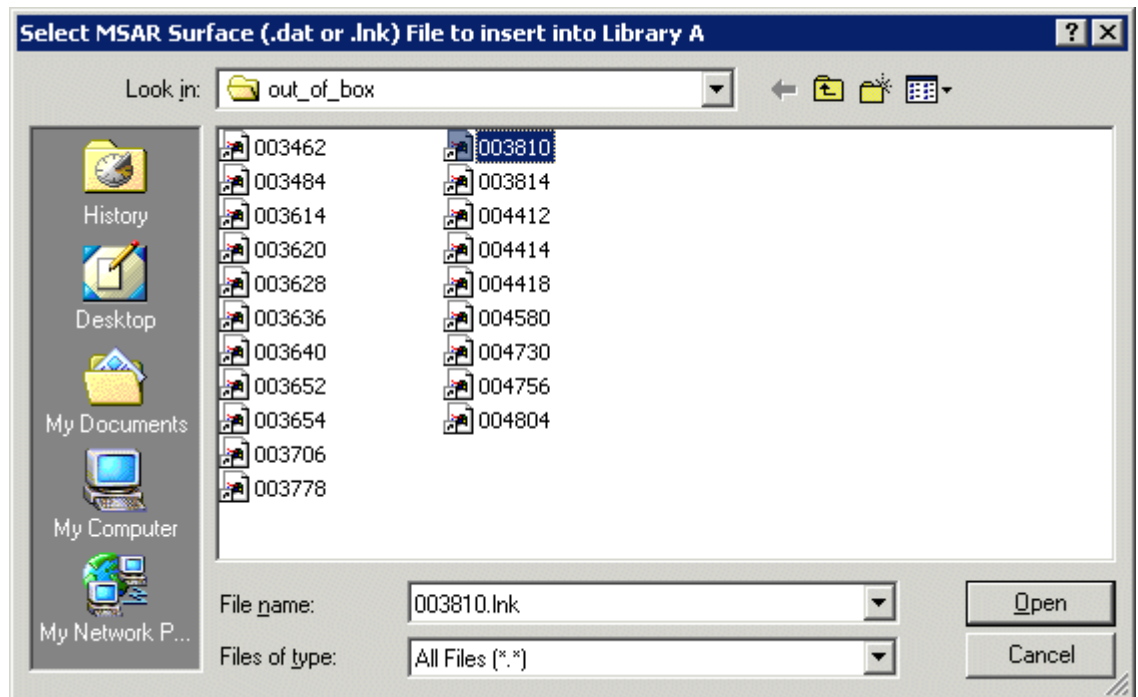 Select MSAR Surface (.dat or .lnk) File to insert into Library A
Look in: out_of_box
History
Desktop
My Documents
My Computer
My Network P...
003462
003484
003614
003620
003628
003636
003640
003652
003654
003706
003778
003810
003814
004412
004414
004418
004580
004730
004756
004804
File name: 003810.lnk Open
Files of type: All Files (*.*) Cancel